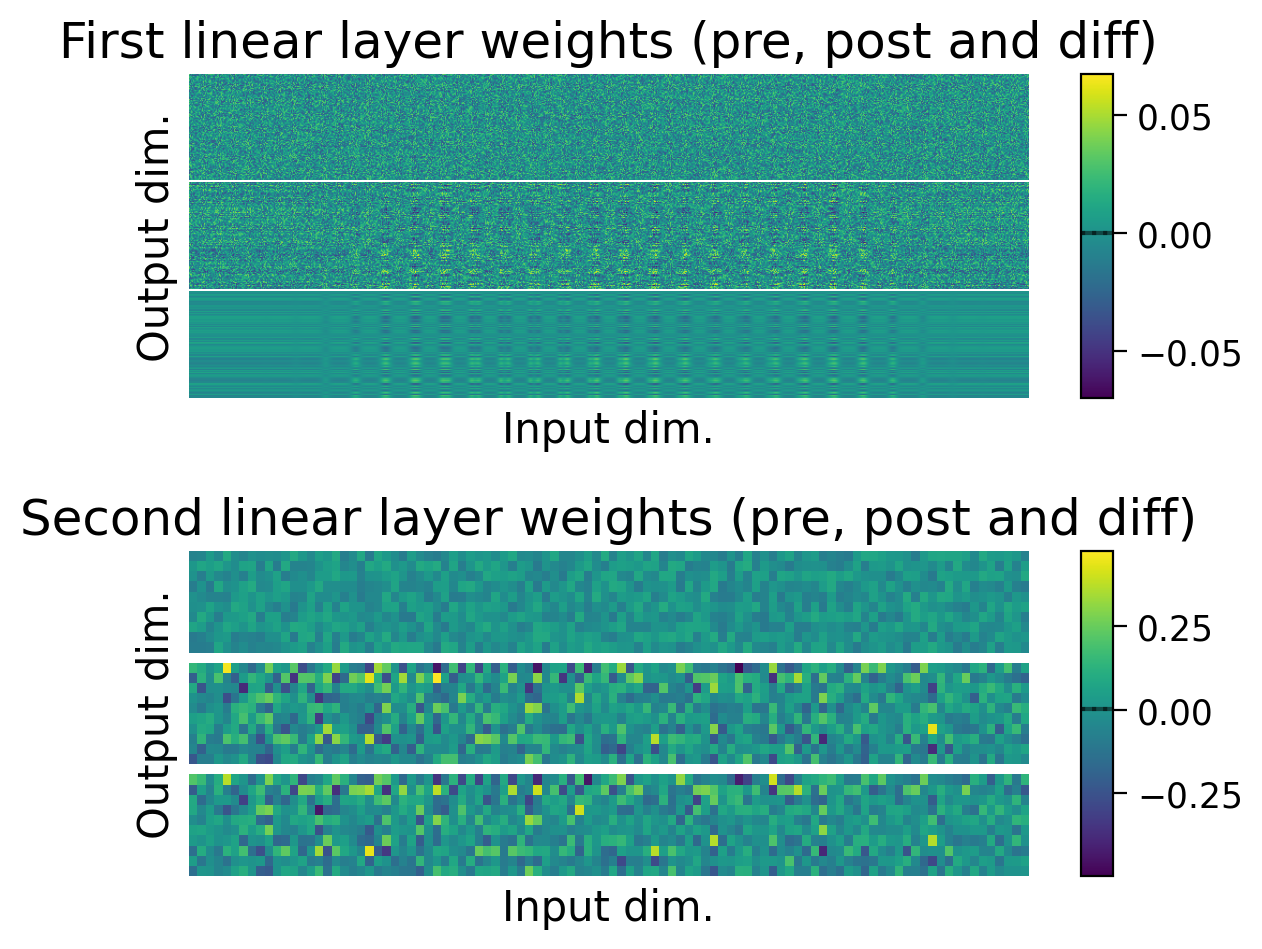 First linear layer weights (pre, post and diff)
Output dim.
Input dim.
0.05
0.00
−0.05
Second linear layer weights (pre, post and diff)
Output dim.
Input dim.
0.25
0.00
−0.25